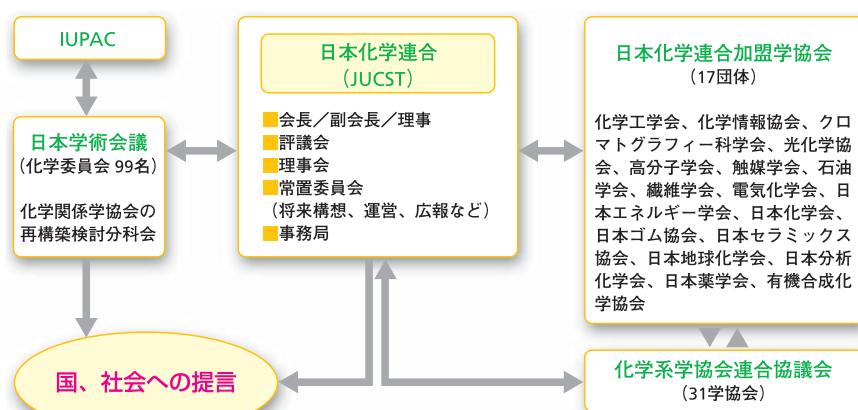 IUPAC
日本学術会議
(化学委員会 99名)
化学関係学協会の
再構築検討分科会
日本化学連合
(JUCST)
■会長／副会長／理事
■評議会
■理事会
■常置委員会
(将来構想、運営、広報など)
■事務局
日本化学連合加盟学協会
(17団体)
化学工学会、化学情報協会、クロ
マトグラフィー科学会、光化学協
会、高分子学会、触媒学会、石油
学会、繊維学会、電気化学会、日
本エネルギー学会、日本化学会、
日本ゴム協会、日本セラミックス
協会、日本地球化学会、日本分析
化学会、日本薬学会、有機合成化
学協会
国、社会への提言
化学系学協会連合協議会
(31学協会)